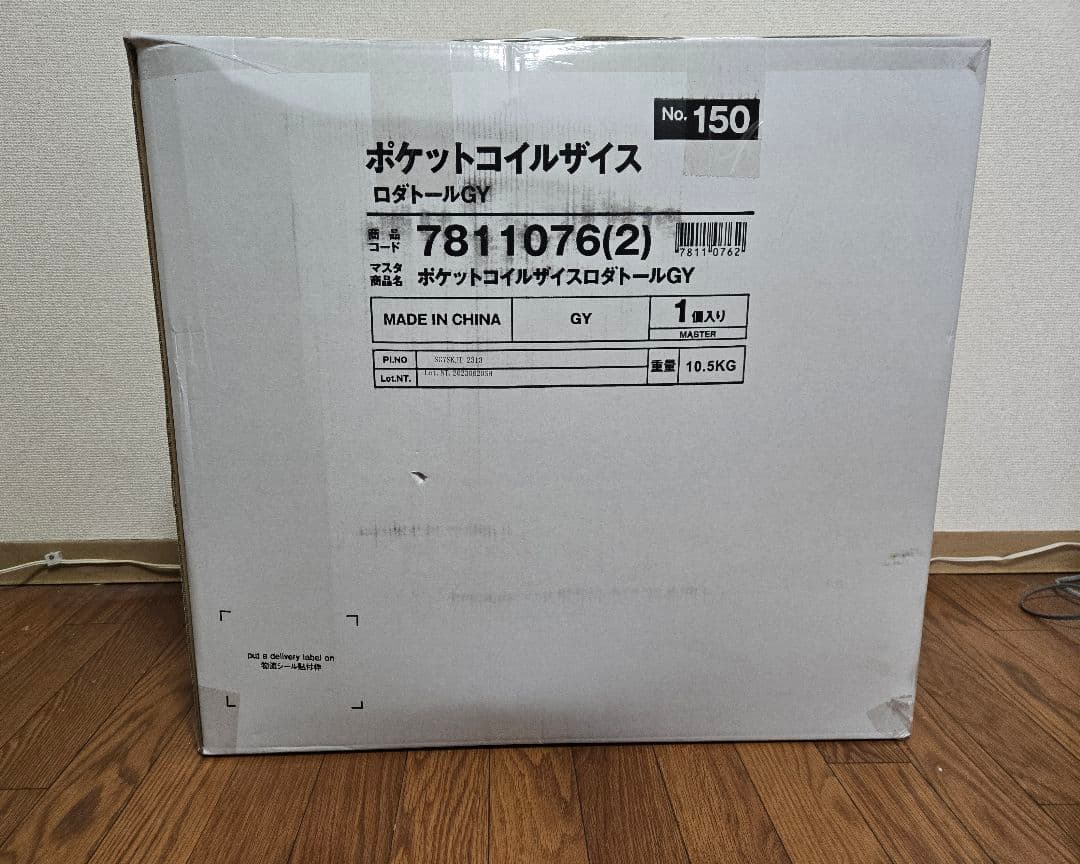 No. 150
ポケットコイルザイス
ロダトールGY
商品コード 7811076(2)
7811 0762
マスタ商品名 ポケットコイルザイスロダトールGY
MADE IN CHINA GY 1個入り
MASTER
PI.NO
Lot.NT. Lot.NT.
重量 10.5KG
put a delivery label on
物流シール貼付枠